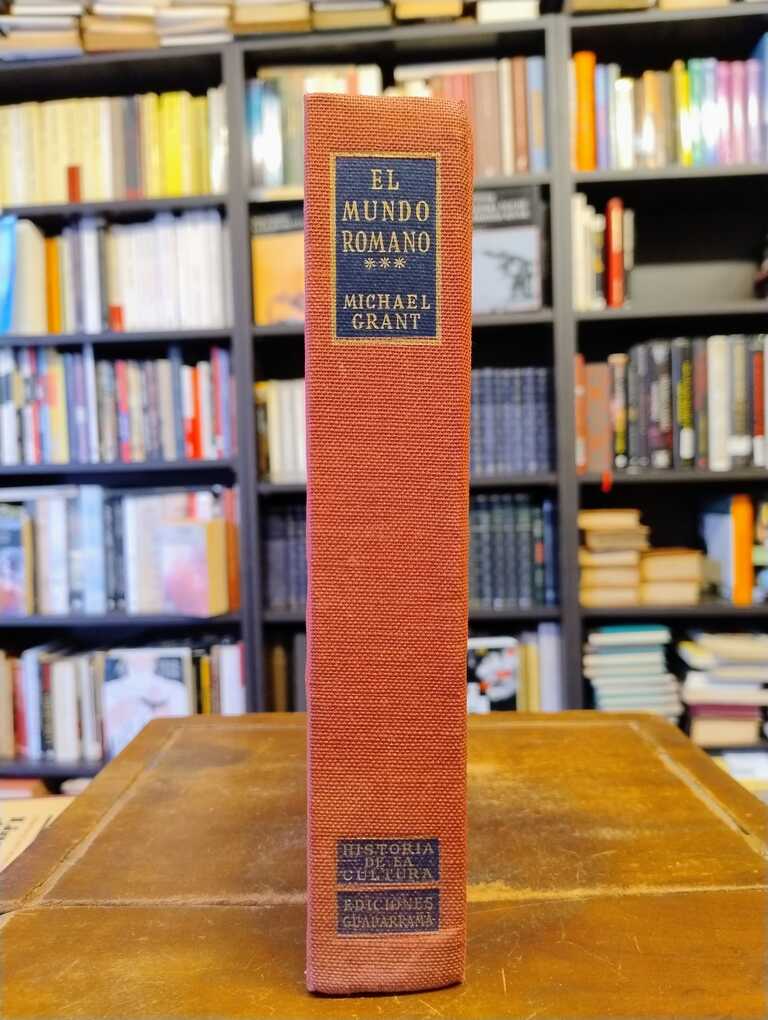 EL
MUNDO
ROMANO
***
MICHAEL
GRANT
HISTORIA
DE LA
CULTURA
EDICIONES
GUADARRAMA